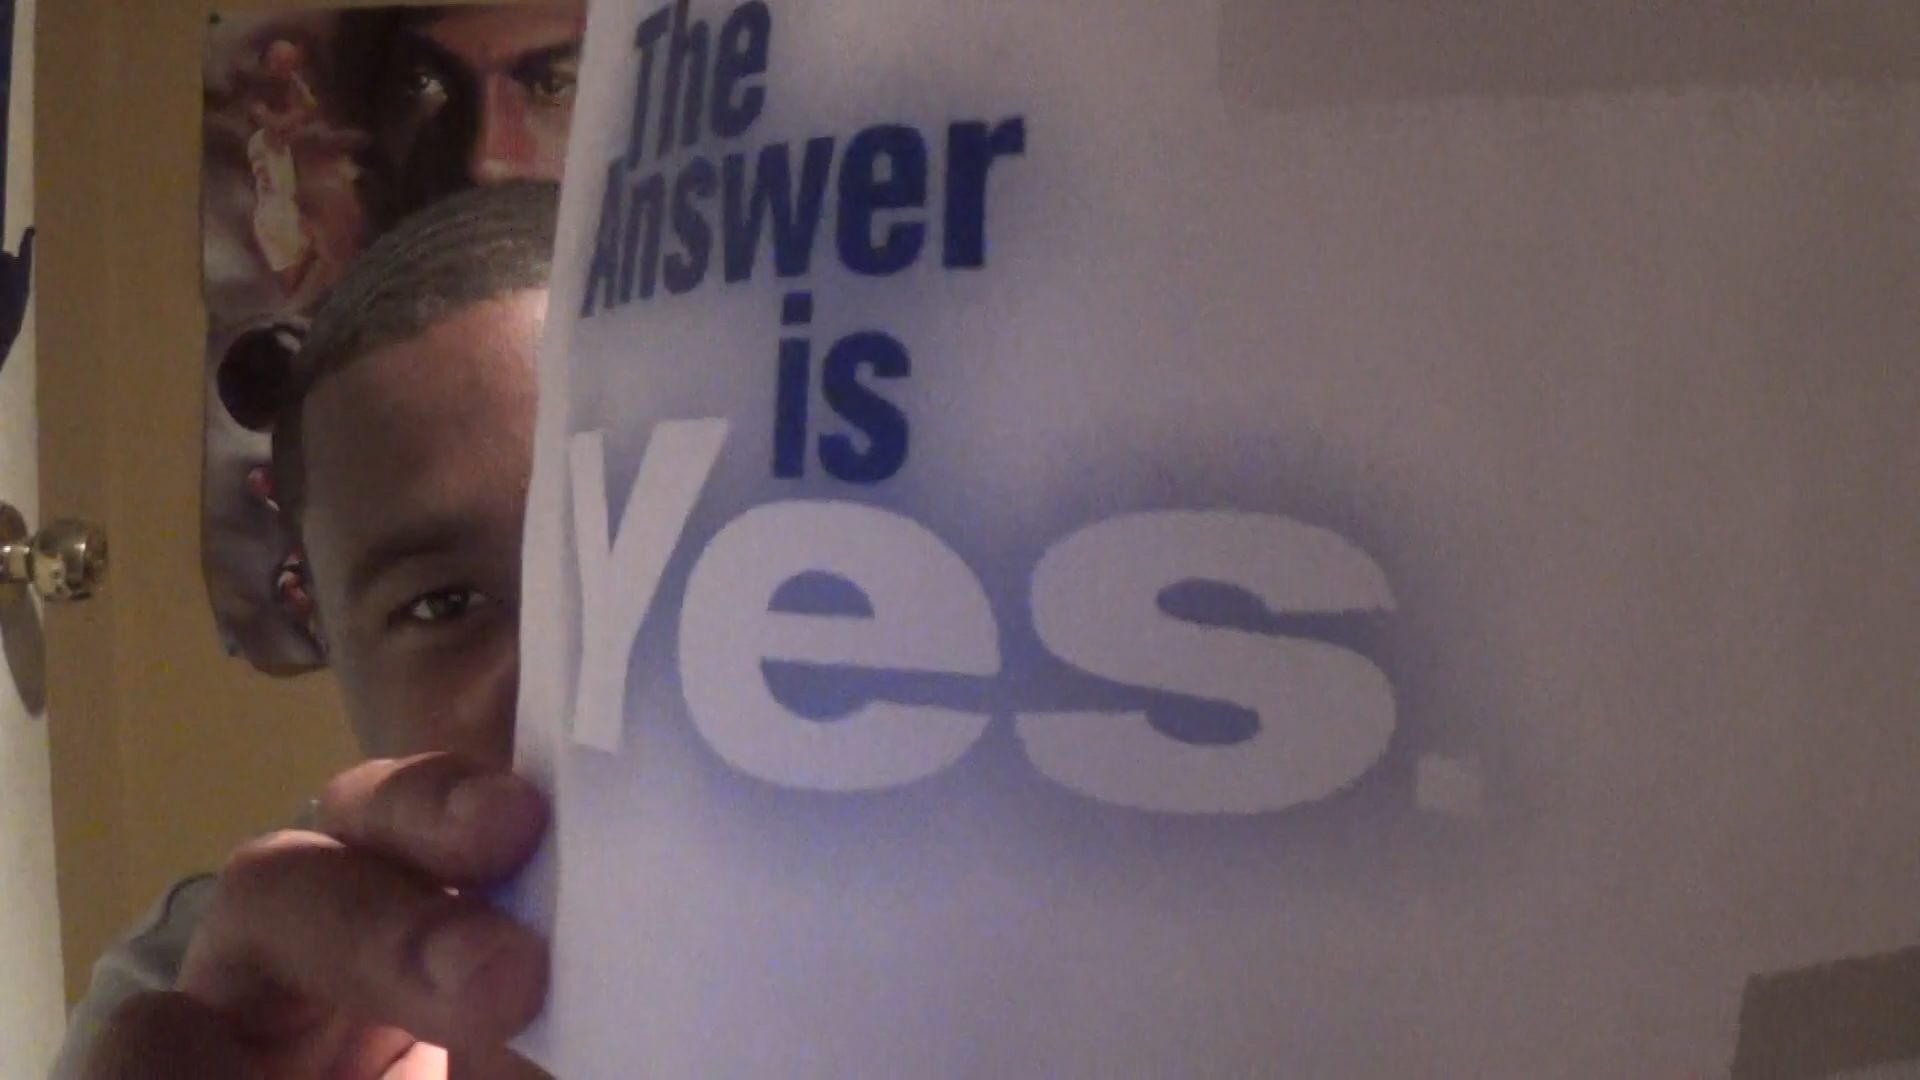 The
Answer
is
Yes.